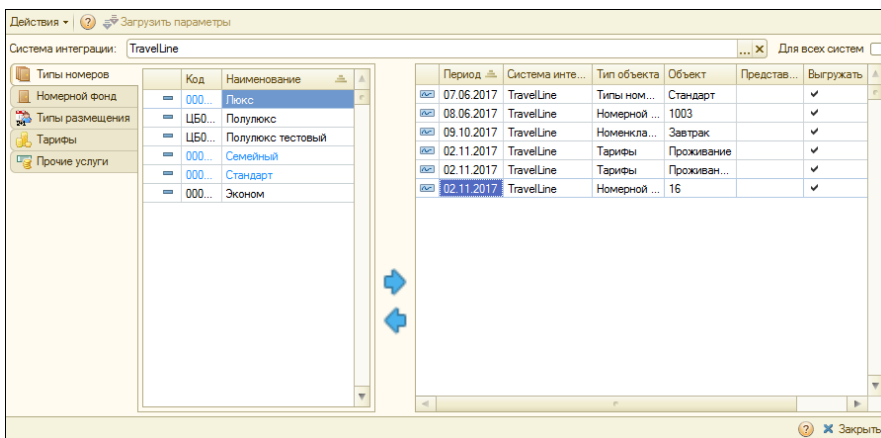 Действия Загрузить параметры
Система интеграции: TravelLine ... Для всех систем
Типы номеров
Номерной фонд
Типы размещения
Тарифы
Прочие услуги
Код Наименование
000... Люкс
ЦБ0... Полулюкс
ЦБ0... Полулюкс тестовый
000... Семейный
000... Стандарт
000... Эконом
Период Система инте... Тип объекта Объект Представ... Выгружать
07.06.2017 TravelLine Типы ном... Стандарт
08.06.2017 TravelLine Номерной ... 1003
09.10.2017 TravelLine Номенкла... Завтрак
02.11.2017 TravelLine Тарифы Проживание
02.11.2017 TravelLine Тарифы Проживан...
02.11.2017 TravelLine Номерной ... 16
Закрыть